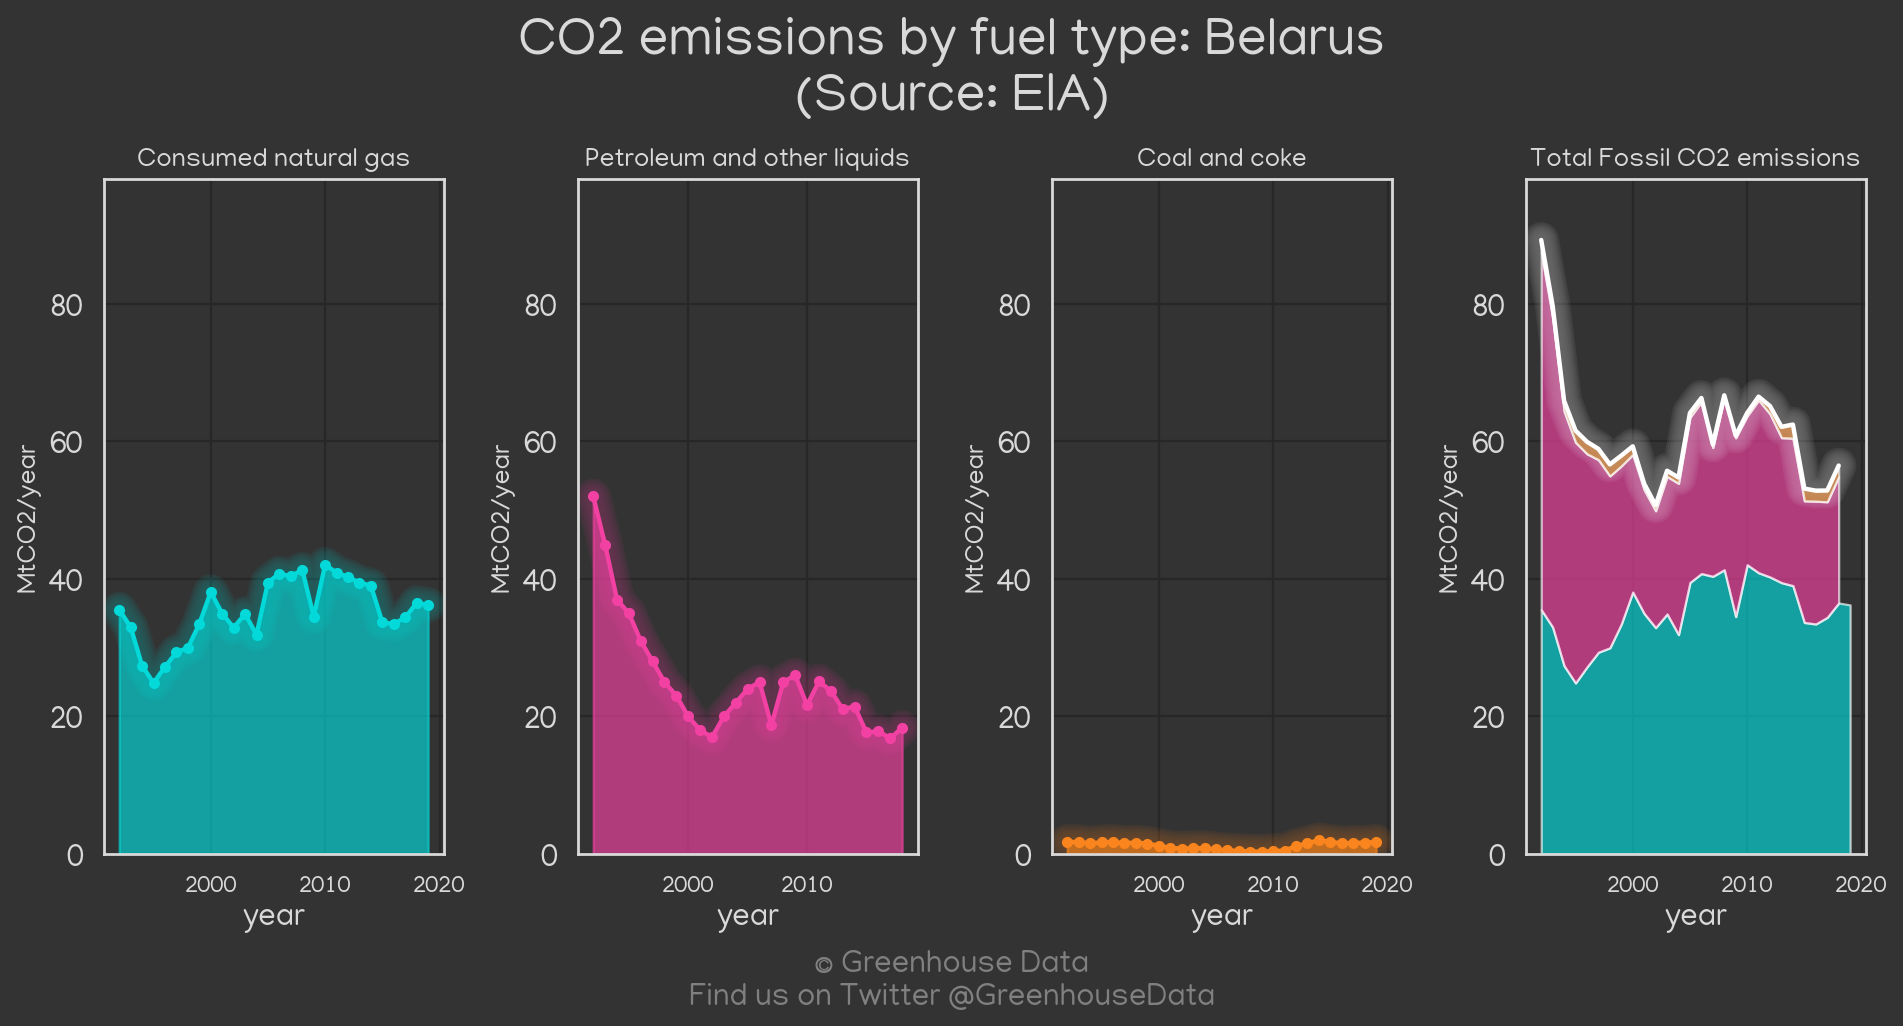 CO2 emissions by fuel type: Belarus
(Source: EIA)
Consumed natural gas
MtCO2/year
80
60
40
20
0
2000 2010 2020
year
Petroleum and other liquids
MtCO2/year
80
60
40
20
0
2000 2010
year
Coal and coke
MtCO2/year
80
60
40
20
0
2000 2010 2020
year
Total Fossil CO2 emissions
MtCO2/year
80
60
40
20
0
2000 2010 2020
year
© Greenhouse Data
Find us on Twitter @GreenhouseData